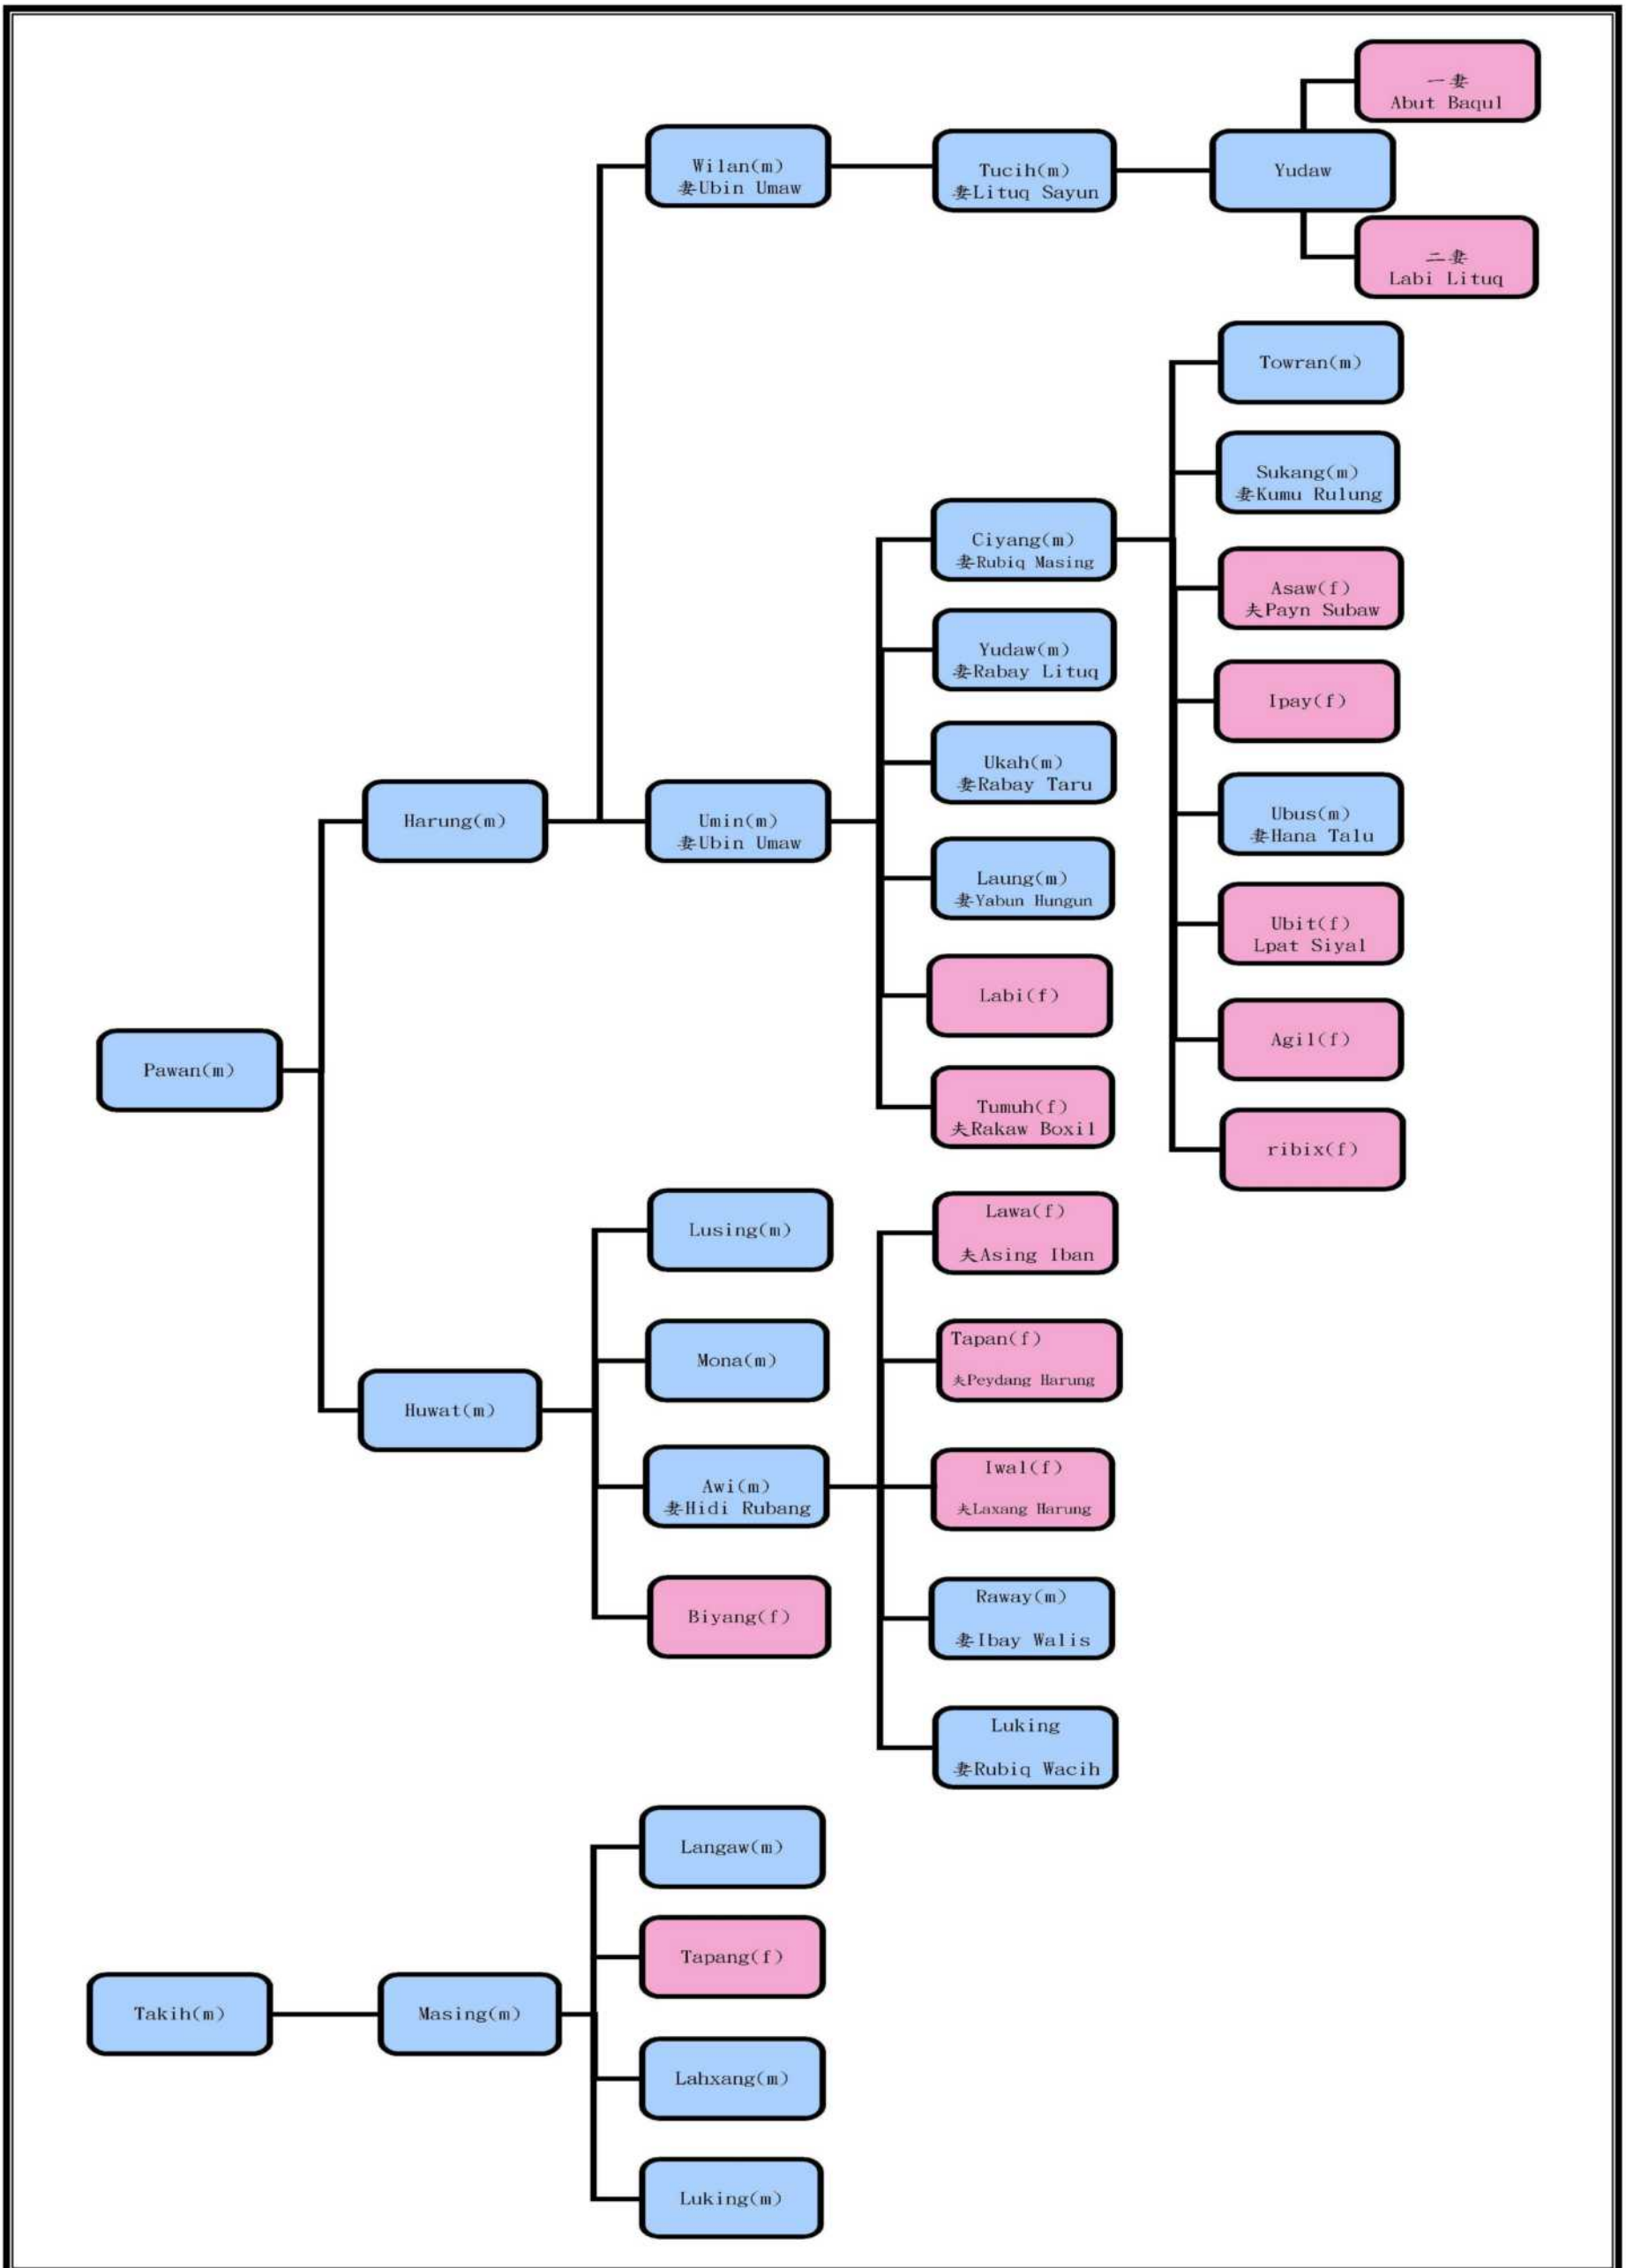 一妻
Abut Baqul
Wilan(m)
妻Ubin Umaw
Tucih(m)
妻Lituq Sayun
Yudaw
二妻
Labi Lituq
Towran(m)
Sukang(m)
妻Kumu Rulung
Ciyang(m)
妻Rubiq Masing
Asaw(f)
夫Payn Subaw
Yudaw(m)
妻Rabay Lituq
Ipay(f)
Ukah(m)
妻Rabay Taru
Harung(m)
Umin(m)
妻Ubin Umaw
Ubus(m)
妻Hana Talu
Laung(m)
妻Yabun Hungun
Ubit(f)
Lpat Siyal
Labi(f)
Agil(f)
Pawan(m)
Tumuh(f)
夫Rakaw Boxil
ribix(f)
Lusing(m)
Lawa(f)
夫Asing Iban
Mona(m)
Tapan(f)
夫Peydang Harung
Huwat(m)
Awi(m)
妻Hidi Rubang
Iwal(f)
夫Laxang Harung
Biyang(f)
Raway(m)
妻Ibay Walis
Luking
妻Rubiq Wacih
Langaw(m)
Tapang(f)
Takih(m)
Masing(m)
Lahxang(m)
Luking(m)